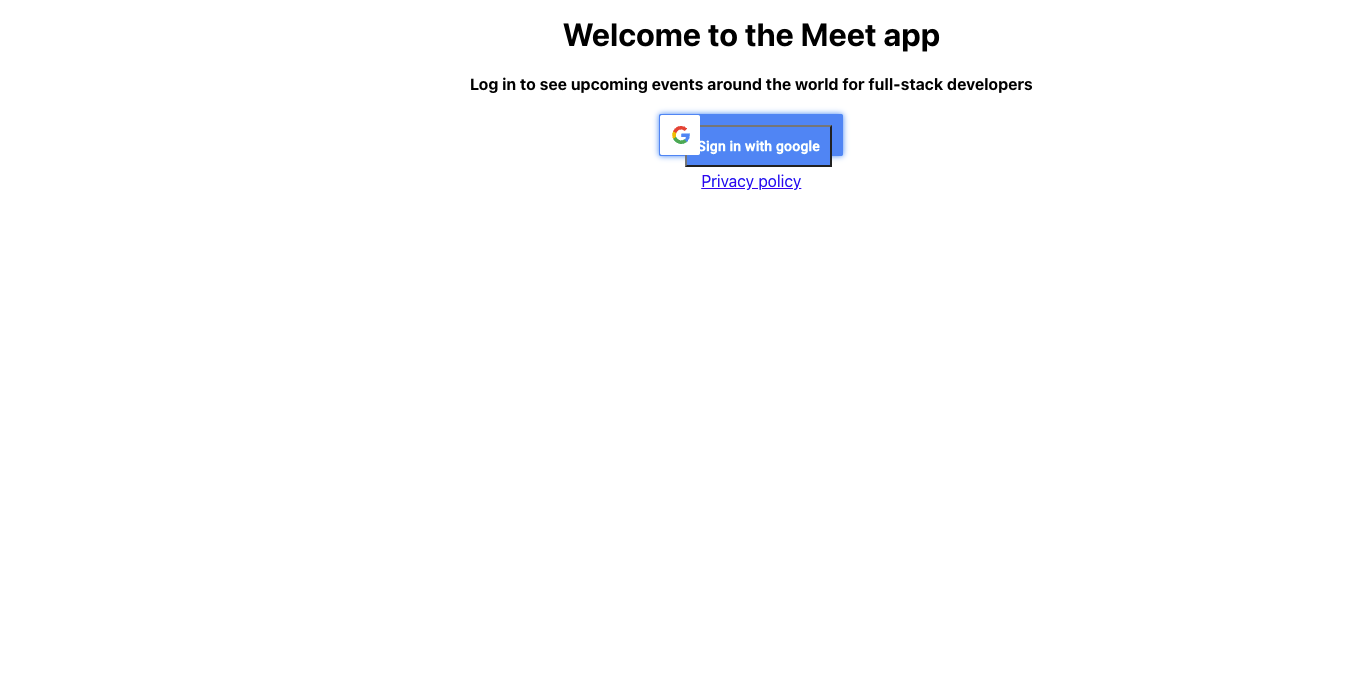 Welcome to the Meet app
Log in to see upcoming events around the world for full-stack developers
Sign in with google
Privacy policy